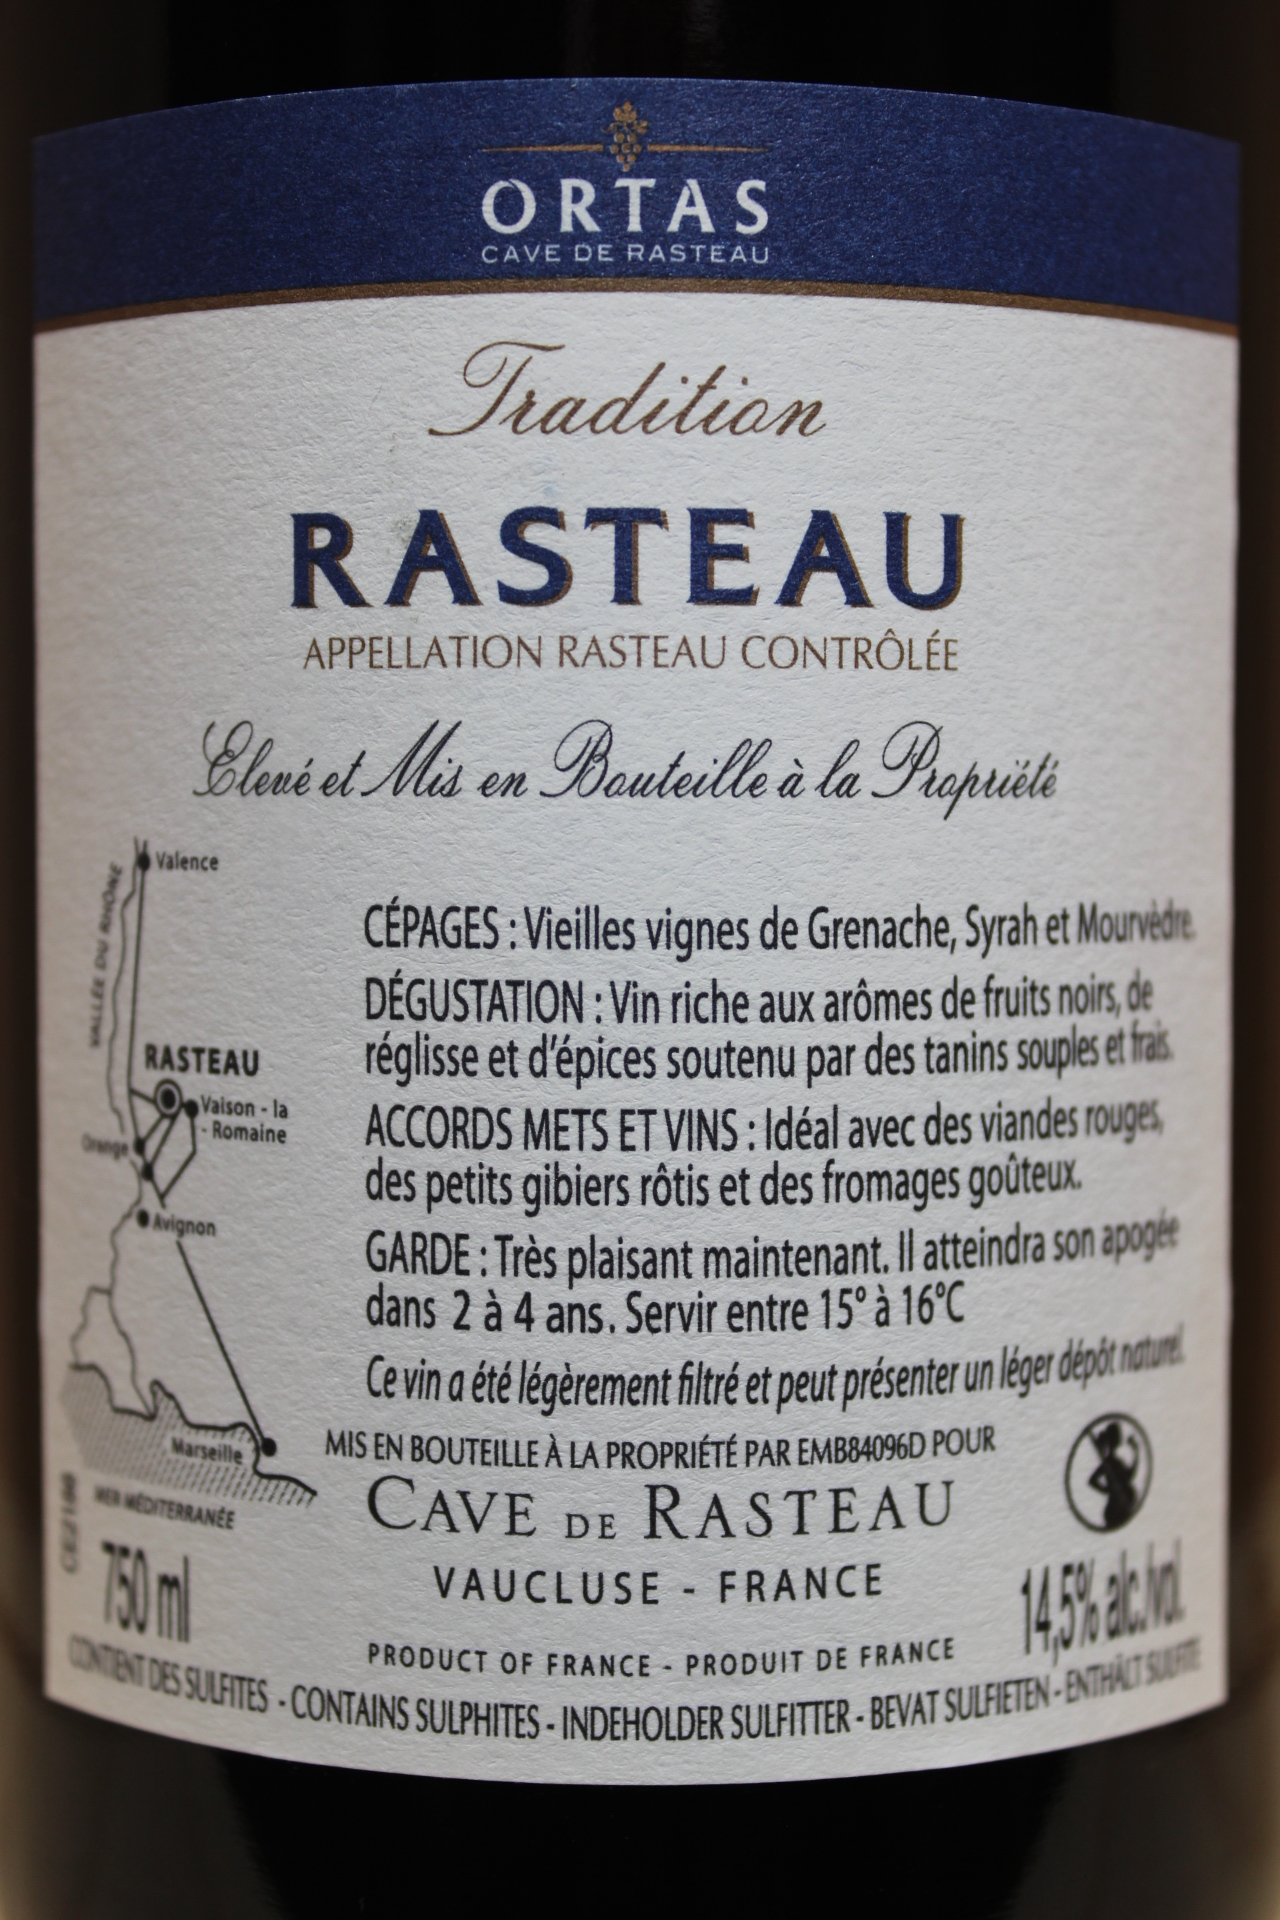 ORTAS
CAVE DE RASTEAU
Tradition
RASTEAU
APPELLATION RASTEAU CONTRÔLÉE
Elevé et Mis en Bouteille à la Propriété
Valence
VALLÉE DU RHÔNE
RASTEAU
Vaison - la
- Romaine
Orange
Avignon
Marseille
MER MÉDITERRANÉE
CÉPAGES : Vieilles vignes de Grenache, Syrah et Mourvèdre.
DÉGUSTATION : Vin riche aux arômes de fruits noirs, de
réglisse et d'épices soutenu par des tanins souples et frais.
ACCORDS METS ET VINS : Idéal avec des viandes rouges,
des petits gibiers rôtis et des fromages goûteux.
GARDE : Très plaisant maintenant. Il atteindra son apogée
dans 2 à 4 ans. Servir entre 15° à 16°C
Ce vin a été légèrement filtré et peut présenter un léger dépôt naturel.
MIS EN BOUTEILLE À LA PROPRIÉTÉ PAR EMB84096D POUR
CAVE DE RASTEAU
VAUCLUSE - FRANCE
750 ml
14,5% alc./vol.
PRODUCT OF FRANCE - PRODUIT DE FRANCE
CONTIENT DES SULFITES - CONTAINS SULPHITES - INDEHOLDER SULFITTER - BEVAT SULFIETEN - ENTHÄLT SULFITE